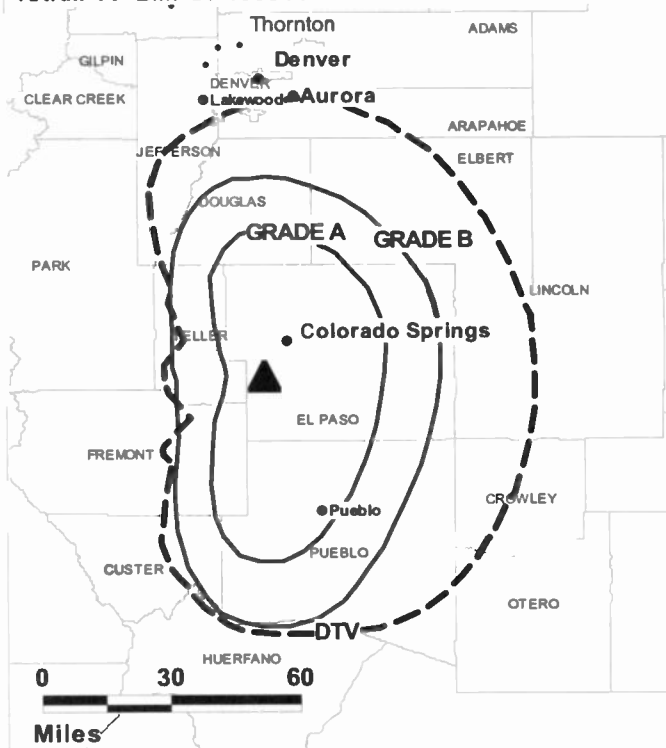 Thornton
ADAMS
GILPIN
Denver
DENVER
CLEAR CREEK
Lakewood
Aurora
ARAPAHOE
JEFFERSON
ELBERT
DOUGLAS
GRADE A
GRADE B
PARK
LINCOLN
Colorado Springs
EL PASO
FREMONT
CROWLEY
Pueblo
PUEBLO
CUSTER
OTERO
DTV
HUERFANO
0 30 60
Miles